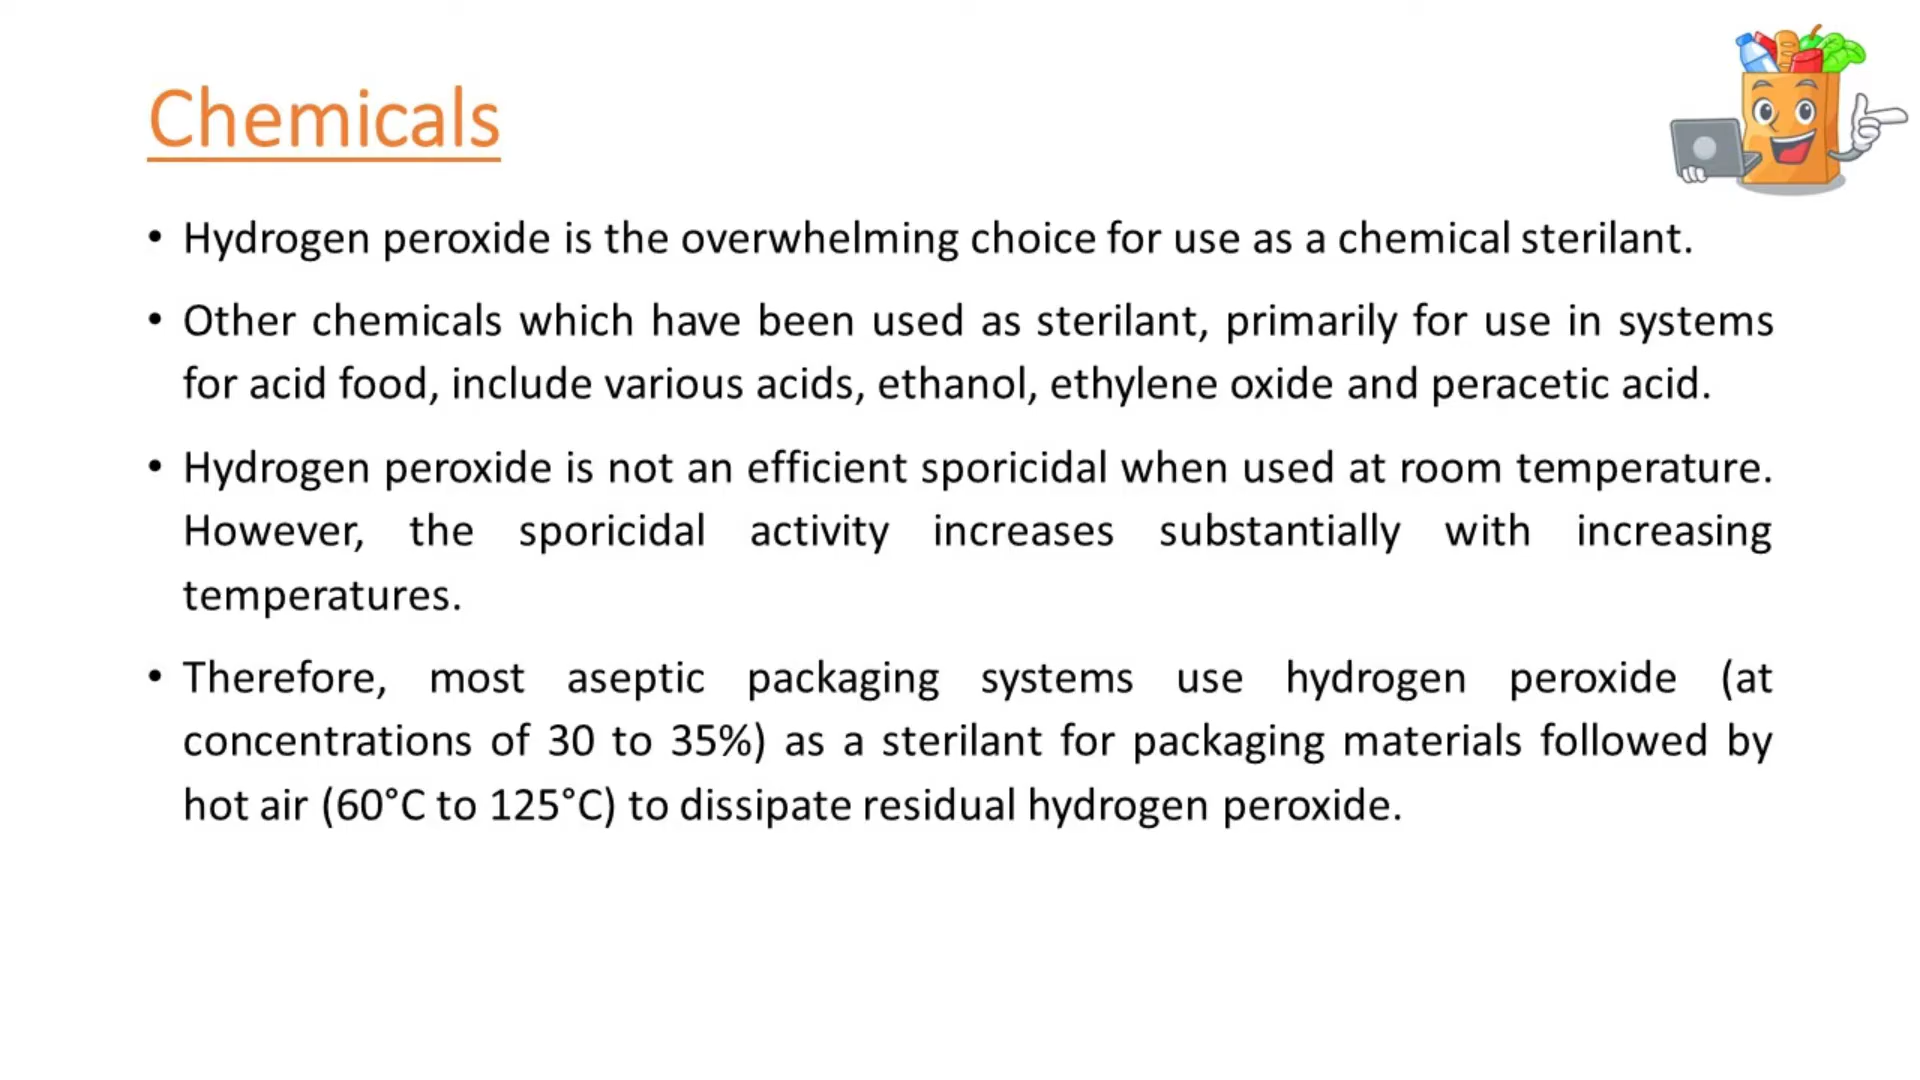 Chemicals
• Hydrogen peroxide is the overwhelming choice for use as a chemical sterilant.
• Other chemicals which have been used as sterilant, primarily for use in systems
for acid food, include various acids, ethanol, ethylene oxide and peracetic acid.
• Hydrogen peroxide is not an efficient sporicidal when used at room temperature.
However, the sporicidal activity increases substantially with increasing
temperatures.
• Therefore, most aseptic packaging systems use hydrogen peroxide (at
concentrations of 30 to 35%) as a sterilant for packaging materials followed by
hot air (60°C to 125°C) to dissipate residual hydrogen peroxide.